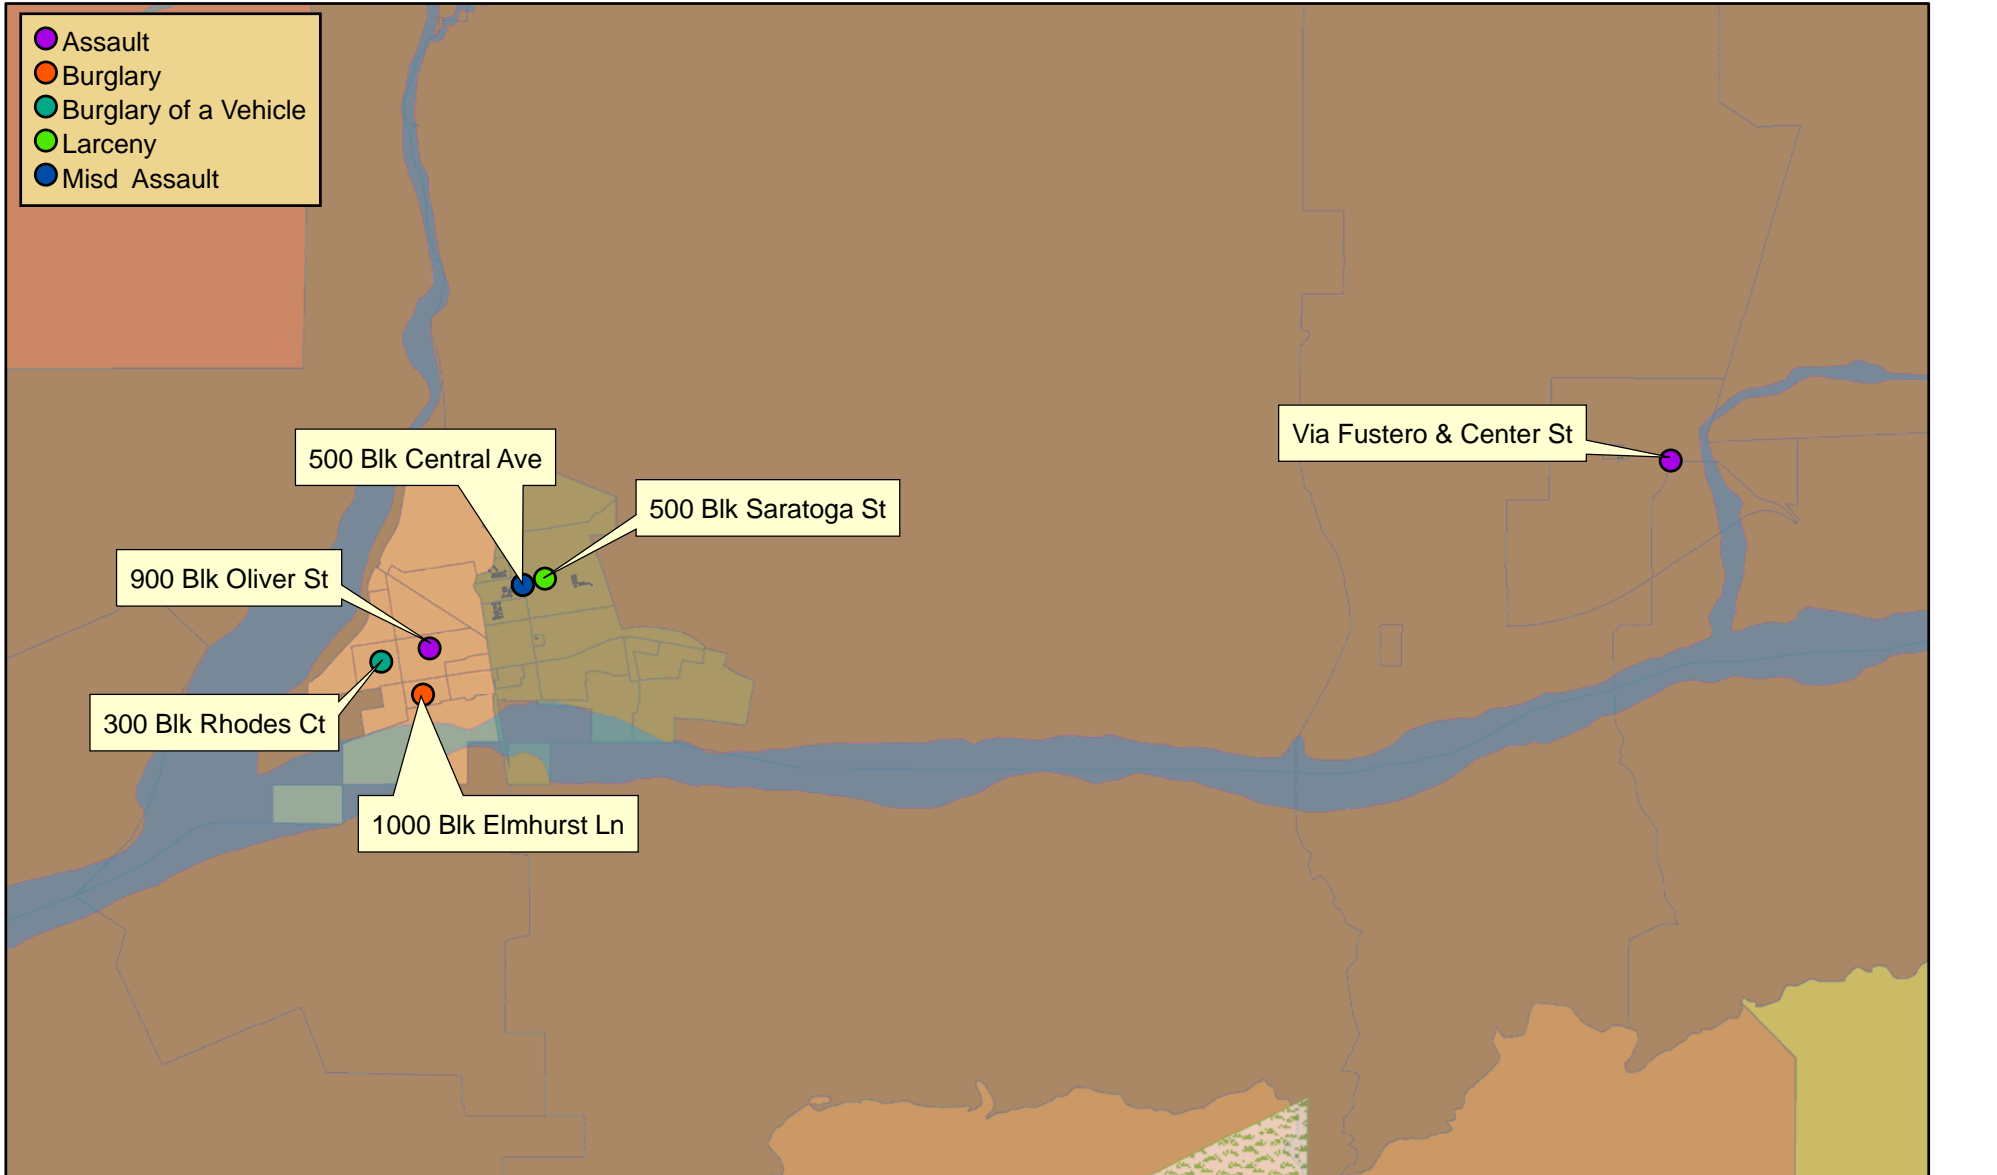 Assault
Burglary
Burglary of a Vehicle
Larceny
Misd  Assault
Via Fustero & Center St
500 Blk Central Ave
500 Blk Saratoga St
900 Blk Oliver St
300 Blk Rhodes Ct
1000 Blk Elmhurst Ln